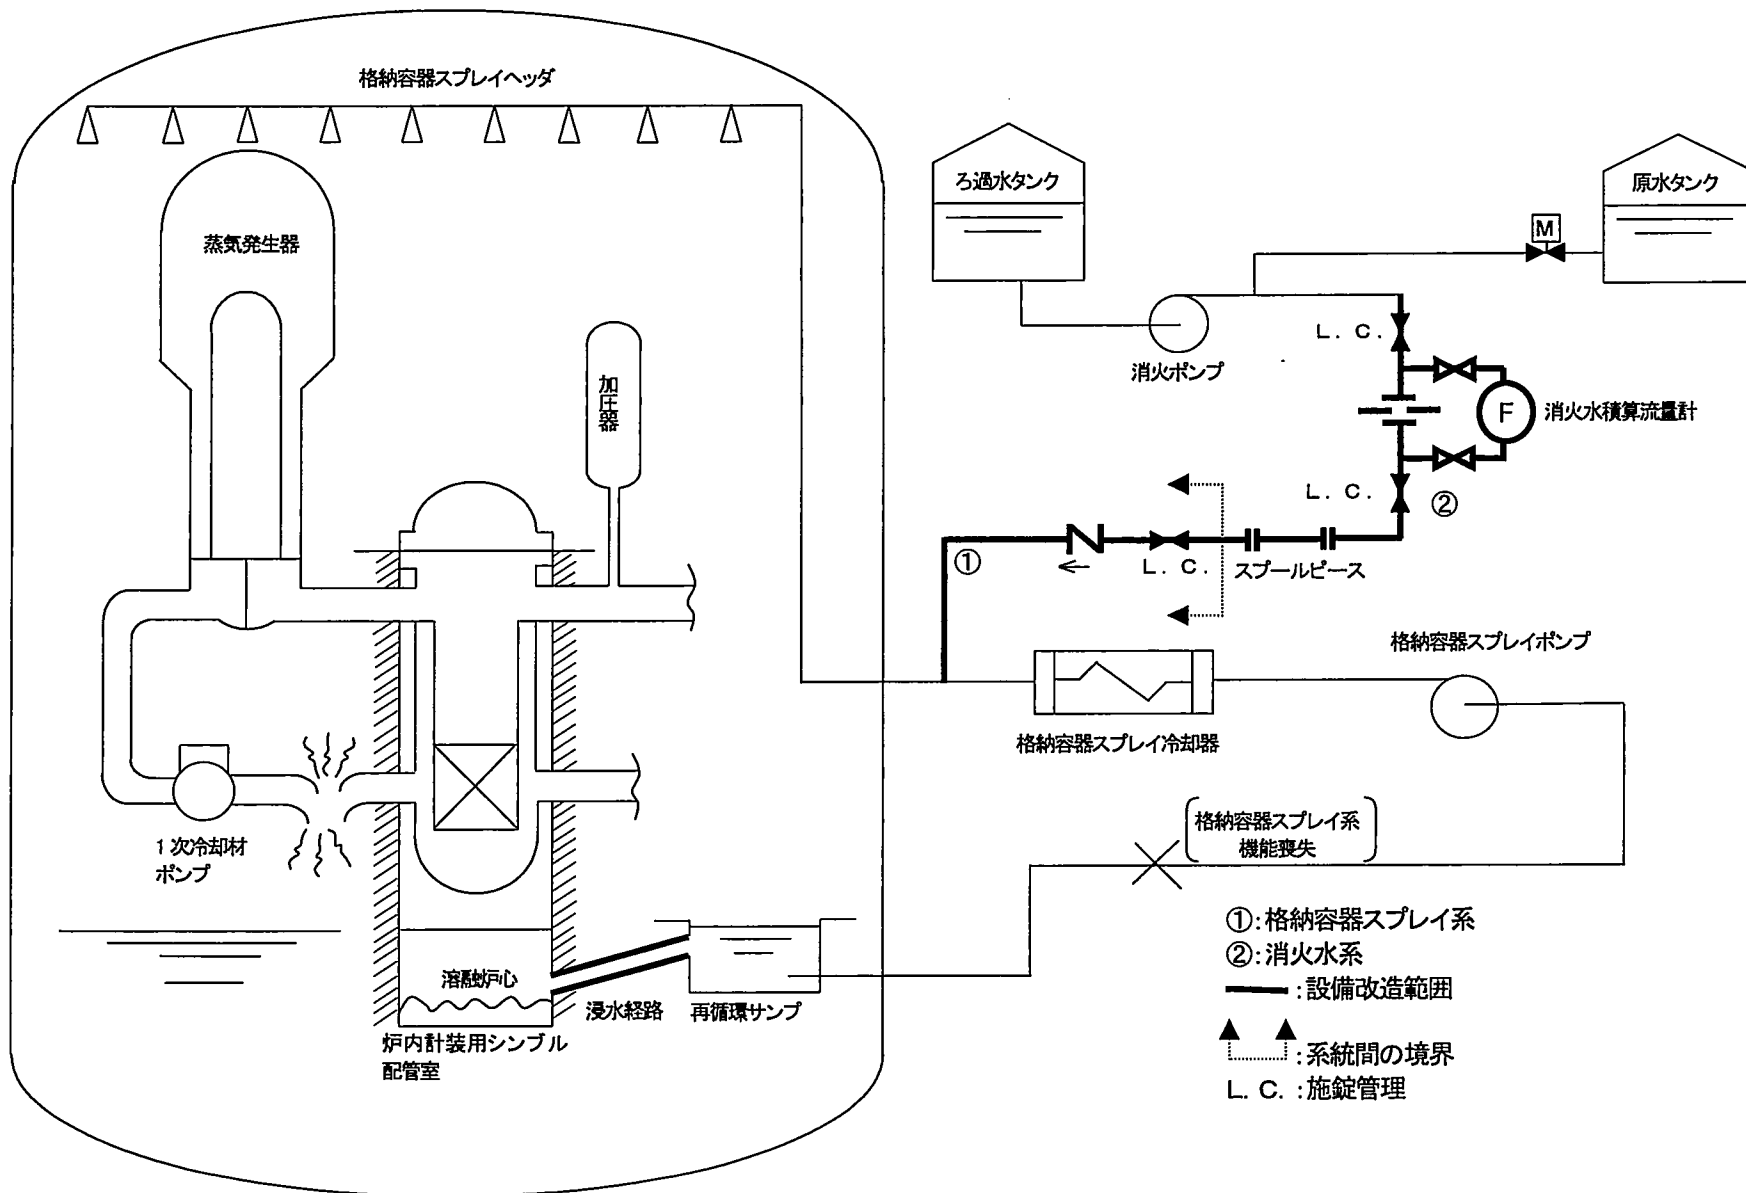 格納容器スプレイヘッダ
ろ過水タンク
原水タンク
蒸気発生器
M
L. C.
消火ポンプ
加圧器
F
消火水積算流量計
L. C.
②
①
L. C.
スプールピース
格納容器スプレイポンプ
格納容器スプレイ冷却器
1次冷却材
ポンプ
格納容器スプレイ系
機能喪失
①:格納容器スプレイ系
②:消火水系
:設備改造範囲
:系統間の境界
L. C. :施錠管理
溶融炉心
浸水経路
再循環サンプ
炉内計装用シンブル
配管室